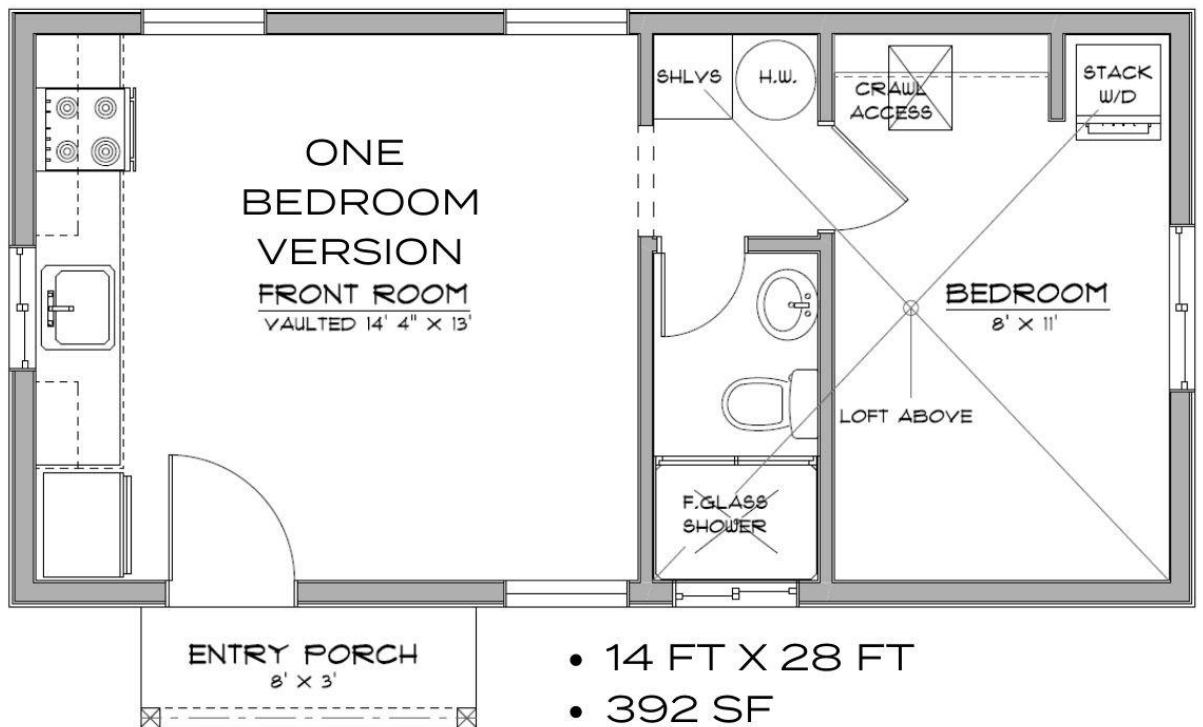 SHLVS
H.W.
CRAWL
ACCESS
STACK
W/D
ONE
BEDROOM
VERSION
FRONT ROOM
VAULTED 14' 4" X 13'
BEDROOM
8' X 11'
LOFT ABOVE
F.GLASS
SHOWER
ENTRY PORCH
8' X 3'
• 14 FT X 28 FT
• 392 SF